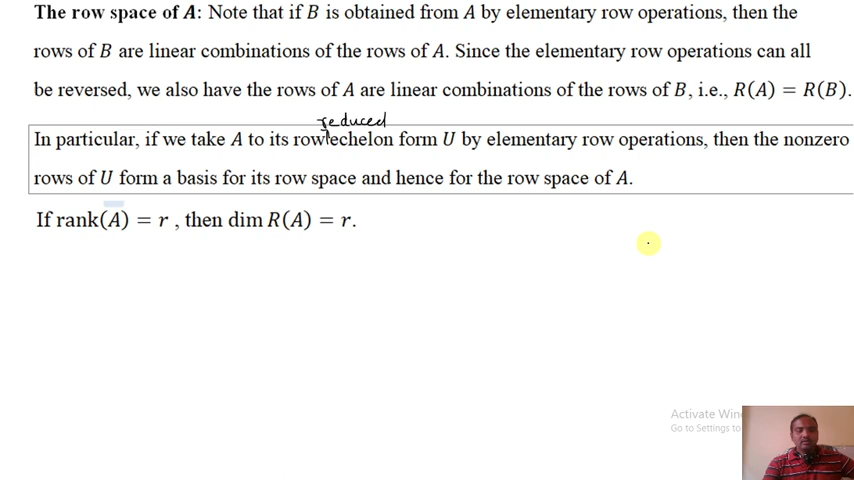 The row space of A: Note that if B is obtained from A by elementary row operations, then the
rows of B are linear combinations of the rows of A. Since the elementary row operations can all
be reversed, we also have the rows of A are linear combinations of the rows of B, i.e., R(A) = R(B).
reduced
In particular, if we take A to its row echelon form U by elementary row operations, then the nonzero
rows of U form a basis for its row space and hence for the row space of A.
If rank(A) = r , then dim R(A) = r.
Activate Win
Go to Settings to